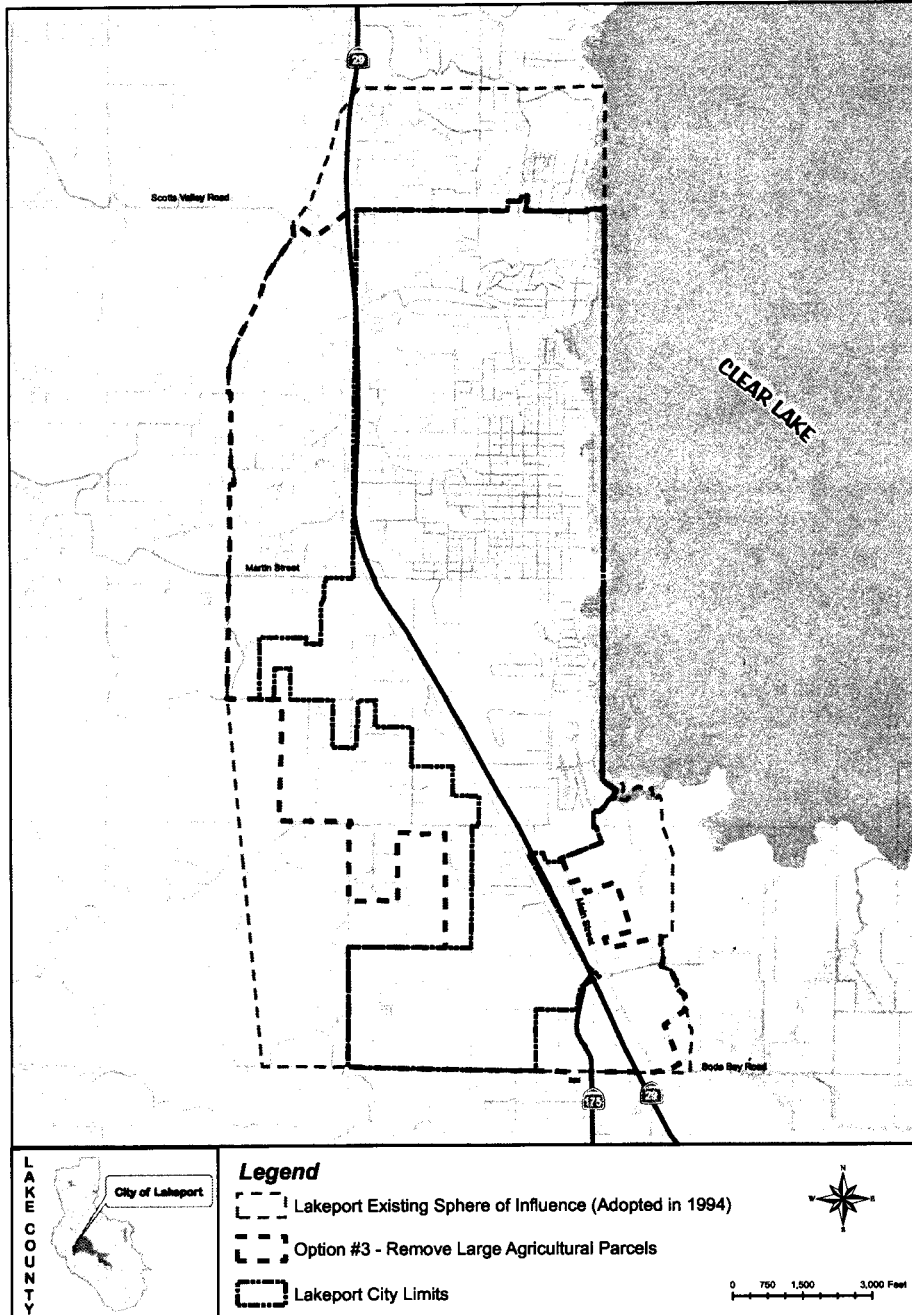 29
Scotts Valley Road
CLEAR LAKE
Martin Street
Main Street
Soda Bay Road
175
29
LAKE COUNTY
City of Lakeport
Legend
Lakeport Existing Sphere of Influence (Adopted in 1994)
Option #3 - Remove Large Agricultural Parcels
Lakeport City Limits
N
W
E
S
0 750 1,500 3,000 Feet